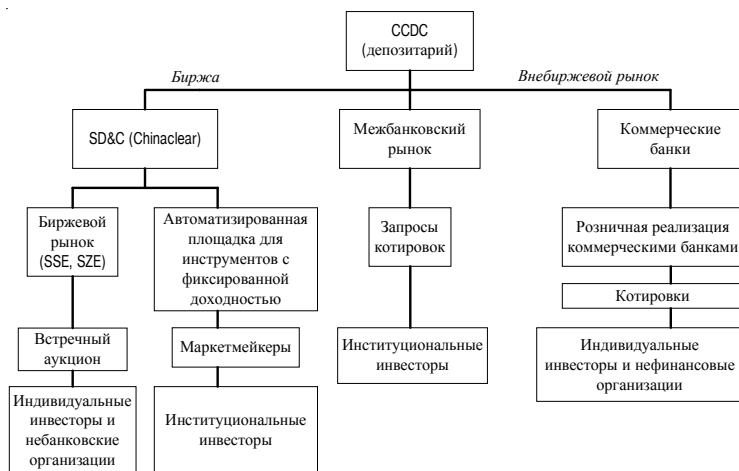 CCDC
(депозитарий)
Биржа
Внебиржевой рынок
SD&C (Chinaclear)
Межбанковский
рынок
Коммерческие
банки
Биржевой
рынок
(SSE, SZE)
Автоматизированная
площадка для
инструментов с
фиксированной
доходностью
Запросы
котировок
Розничная реализация
коммерческими банками
Котировки
Встречный
аукцион
Маркетмейкеры
Институциональные
инвесторы
Индивидуальные
инвесторы и нефинансовые
организации
Индивидуальные
инвесторы и
небанковские
организации
Институциональные
инвесторы